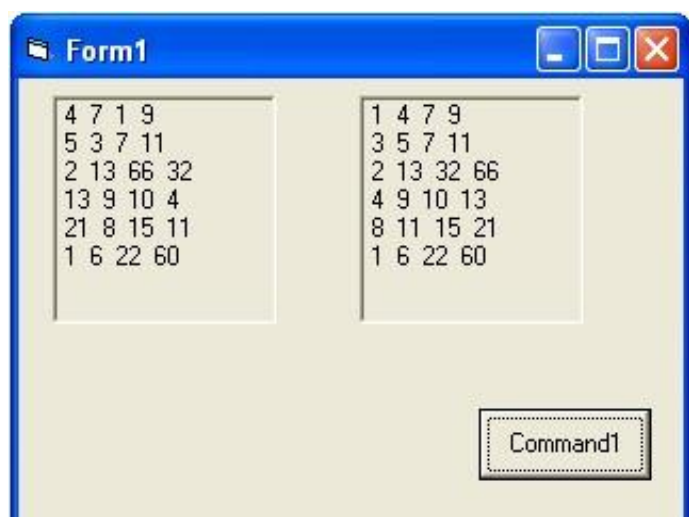 Form1
4 7 1 9
5 3 7 11
2 13 66 32
13 9 10 4
21 8 15 11
1 6 22 60
1 4 7 9
3 5 7 11
2 13 32 66
4 9 10 13
8 11 15 21
1 6 22 60
Command1